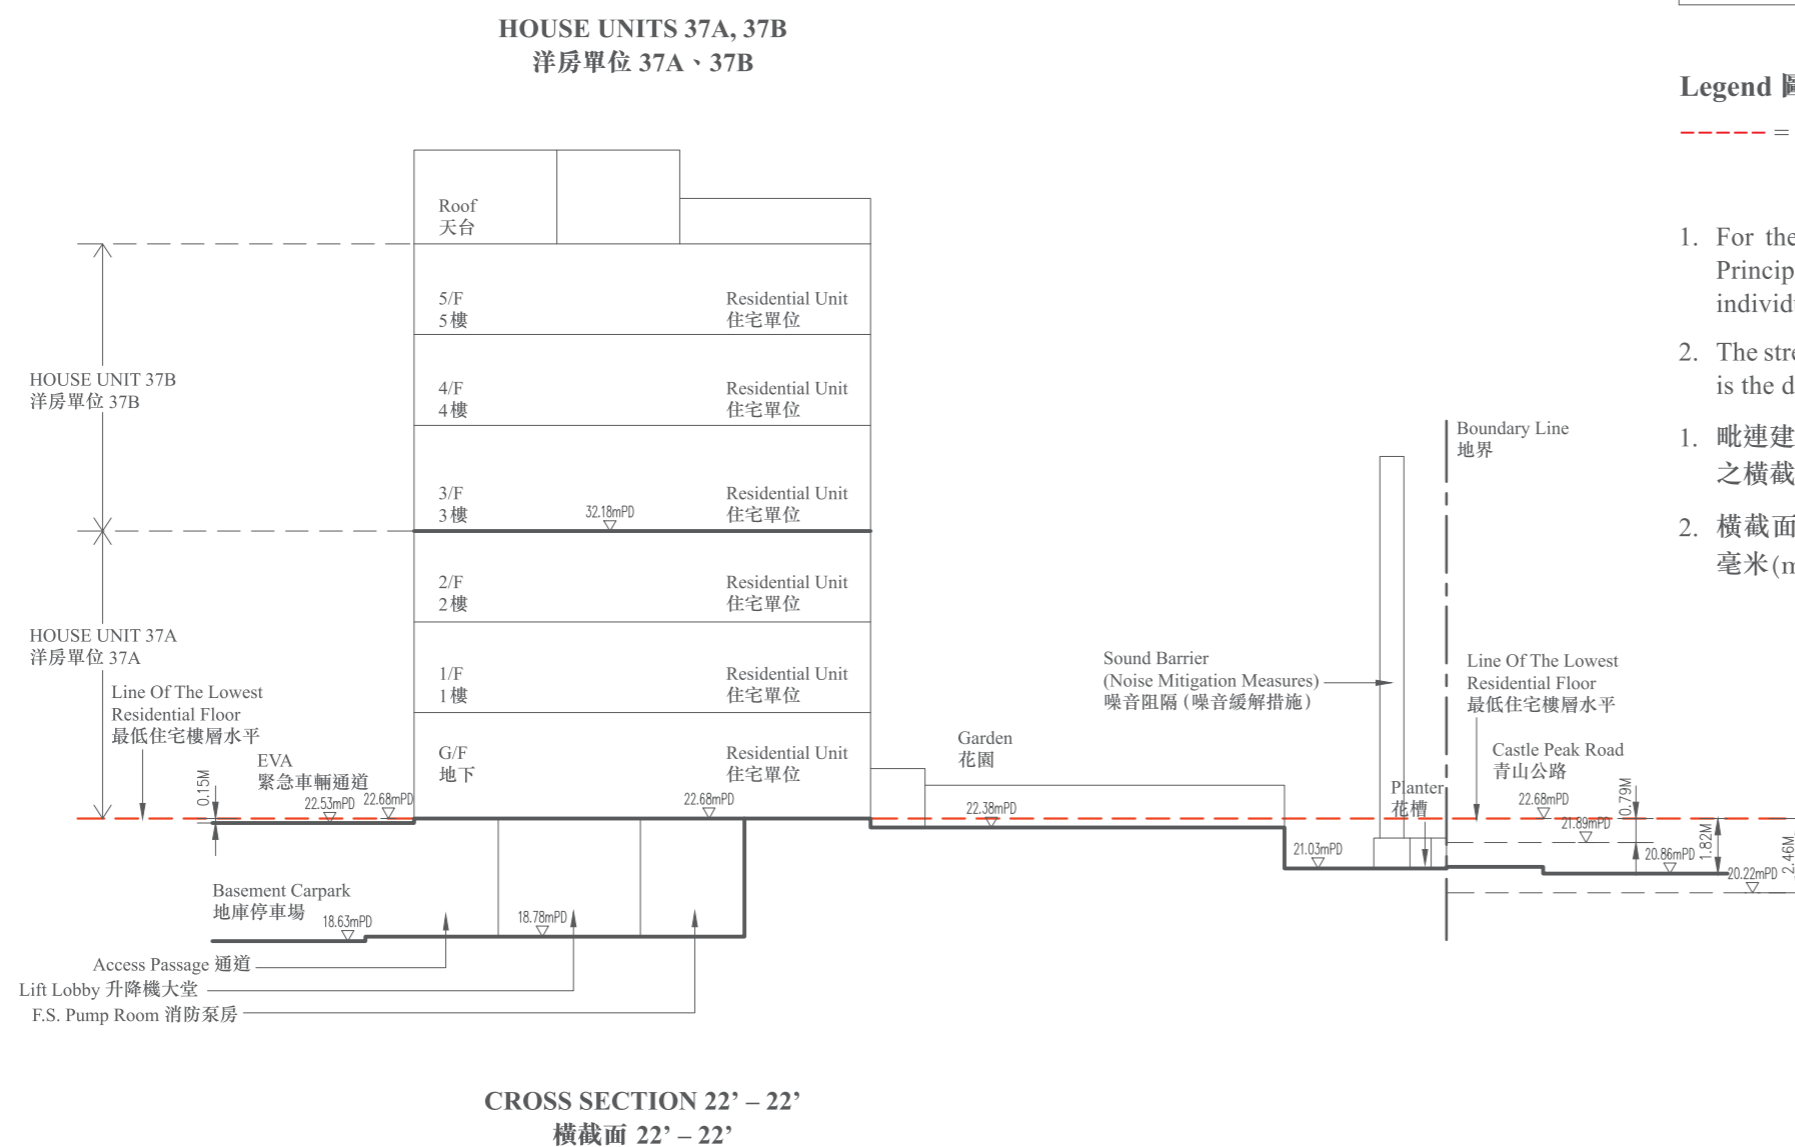 HOUSE UNITS 37A, 37B
洋房單位 37A、37B
Roof
天台
5/F
5樓
Residential Unit
住宅單位
4/F
4樓
Residential Unit
住宅單位
3/F
3樓
32.18mPD
Residential Unit
住宅單位
2/F
2樓
Residential Unit
住宅單位
1/F
1樓
Residential Unit
住宅單位
G/F
地下
Residential Unit
住宅單位
HOUSE UNIT 37B
洋房單位 37B
HOUSE UNIT 37A
洋房單位 37A
Line Of The Lowest
Residential Floor
最低住宅樓層水平
0.15M
EVA
緊急車輛通道
22.53mPD
22.68mPD
22.68mPD
Garden
花園
22.38mPD
Sound Barrier
(Noise Mitigation Measures)
噪音阻隔 (噪音緩解措施)
Boundary Line
地界
Line Of The Lowest
Residential Floor
最低住宅樓層水平
Castle Peak Road
青山公路
Planter
花槽
22.68mPD
0.79M
21.89mPD
21.03mPD
20.86mPD
1.82M
20.22mPD
2.46M
Basement Carpark
地庫停車場
18.63mPD
18.78mPD
Access Passage 通道
Lift Lobby 升降機大堂
F.S. Pump Room 消防泵房
CROSS SECTION 22’ – 22’
橫截面 22’ – 22’
Legend
------ =
1. For the
Princip
individ
2. The stre
is the d
1. 毗連建
之橫截
2. 橫截面
毫米(m